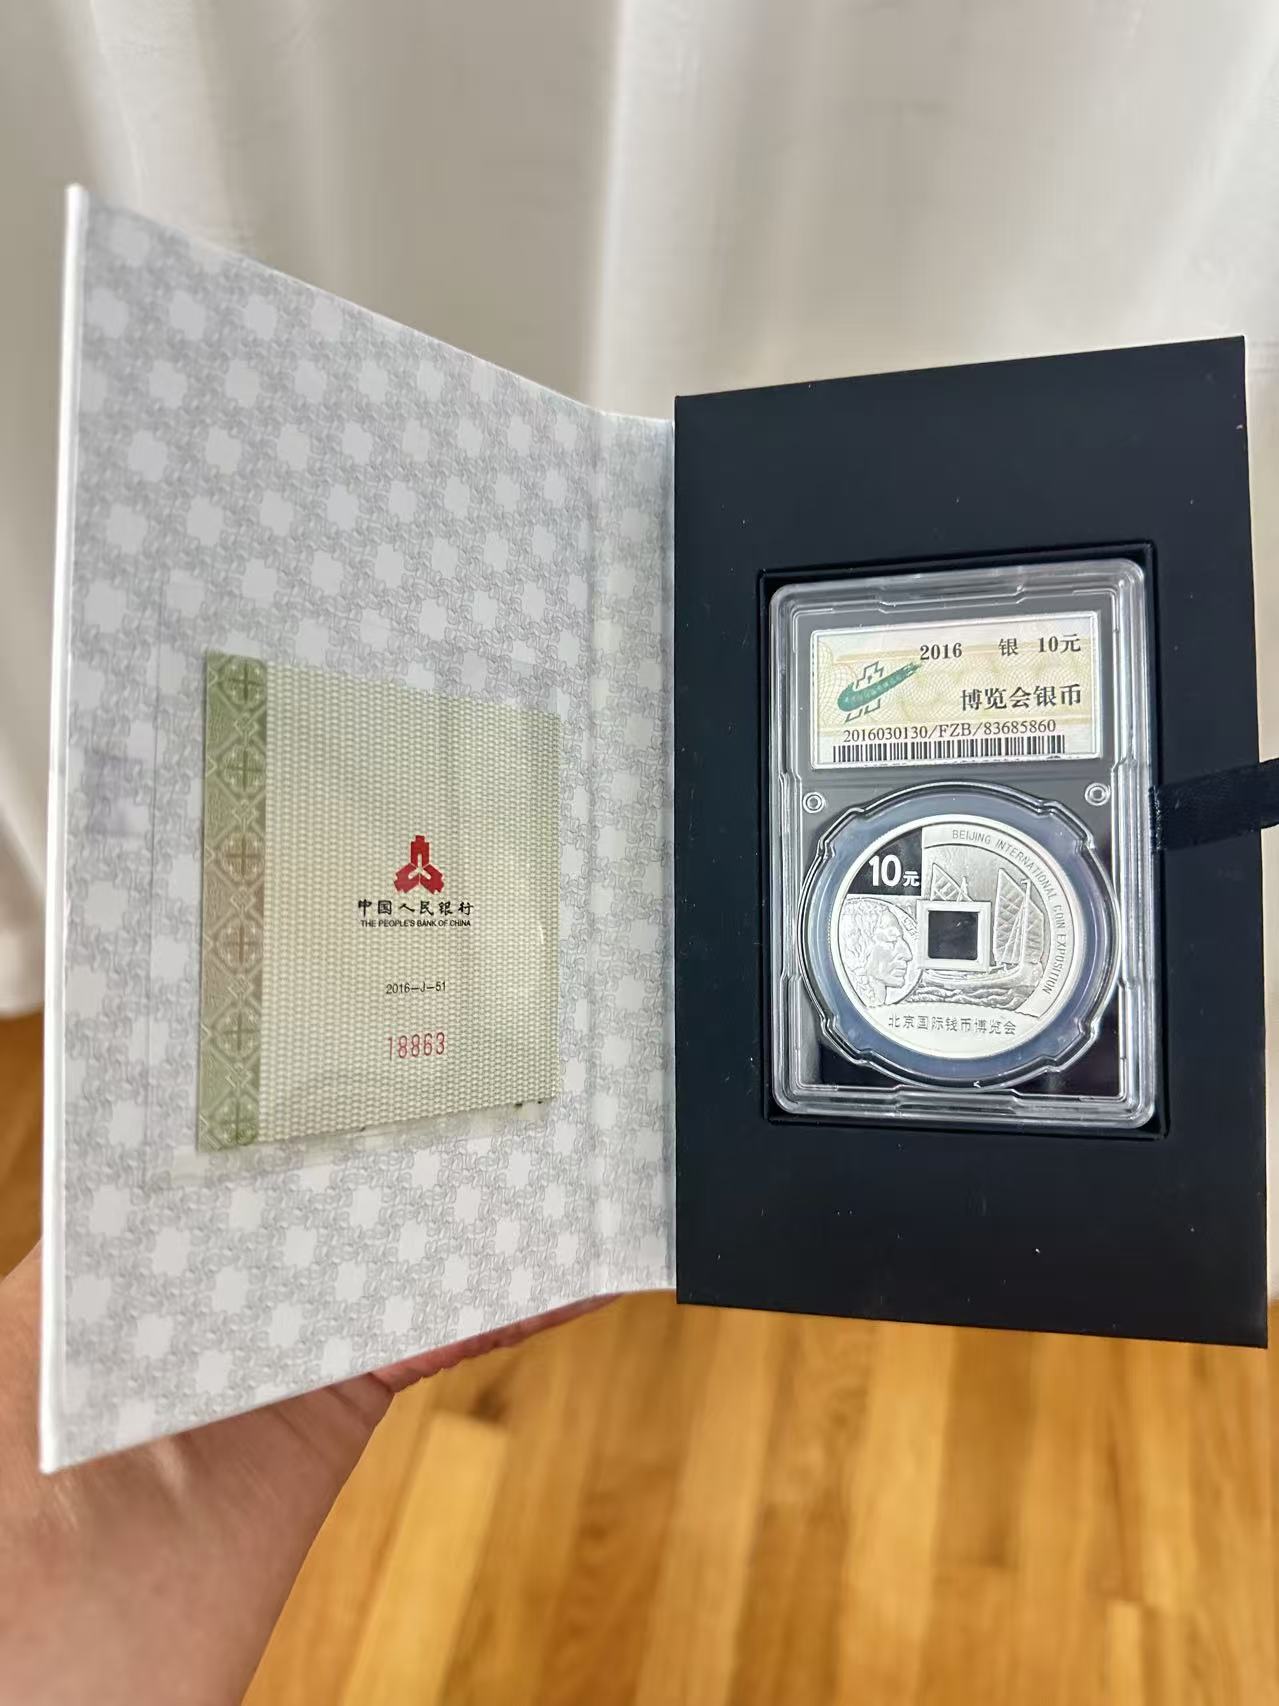 中国人民银行
THE PEOPLE'S BANK OF CHINA
2016-J-51
18863
2016 银 10元
博览会银币
2016030130/FZB/83685860
10元
BEIJING INTERNATIONAL COIN EXPOSITION
北京国际钱币博览会